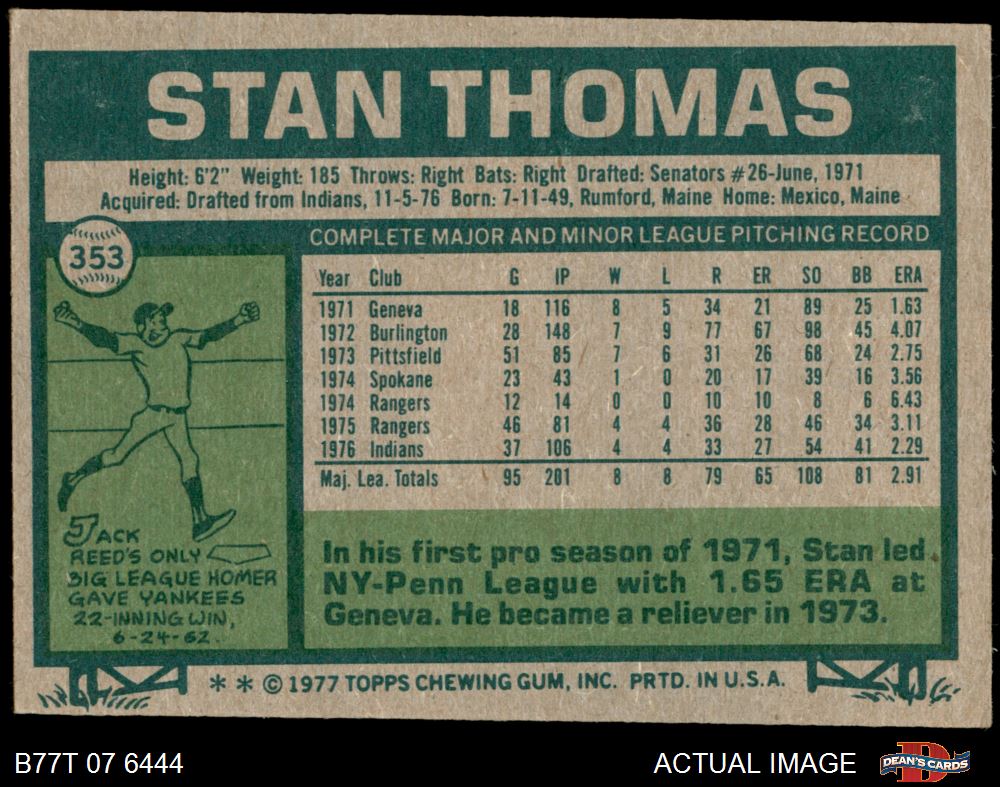 STAN THOMAS
Height: 6'2" Weight: 185 Throws: Right Bats: Right Drafted: Senators #26-June, 1971
Acquired: Drafted from Indians, 11-5-76 Born: 7-11-49, Rumford, Maine Home: Mexico, Maine
353
COMPLETE MAJOR AND MINOR LEAGUE PITCHING RECORD
Year Club G IP W L R ER SO BB ERA
1971 Geneva 18 116 8 5 34 21 89 25 1.63
1972 Burlington 28 148 7 9 77 67 98 45 4.07
1973 Pittsfield 51 85 7 6 31 26 68 24 2.75
1974 Spokane 23 43 1 0 20 17 39 16 3.56
1974 Rangers 12 14 0 0 10 10 8 6 6.43
1975 Rangers 46 81 4 4 36 28 46 34 3.11
1976 Indians 37 106 4 4 33 27 54 41 2.29
Maj. Lea. Totals 95 201 8 8 79 65 108 81 2.91
JACK
REED'S ONLY
BIG LEAGUE HOMER
GAVE YANKEES
22-INNING WIN,
6-24-62.
In his first pro season of 1971, Stan led
NY-Penn League with 1.65 ERA at
Geneva. He became a reliever in 1973.
* * © 1977 TOPPS CHEWING GUM, INC. PRTD. IN U.S.A.
B77T 07 6444
ACTUAL IMAGE
DEAN'S CARDS